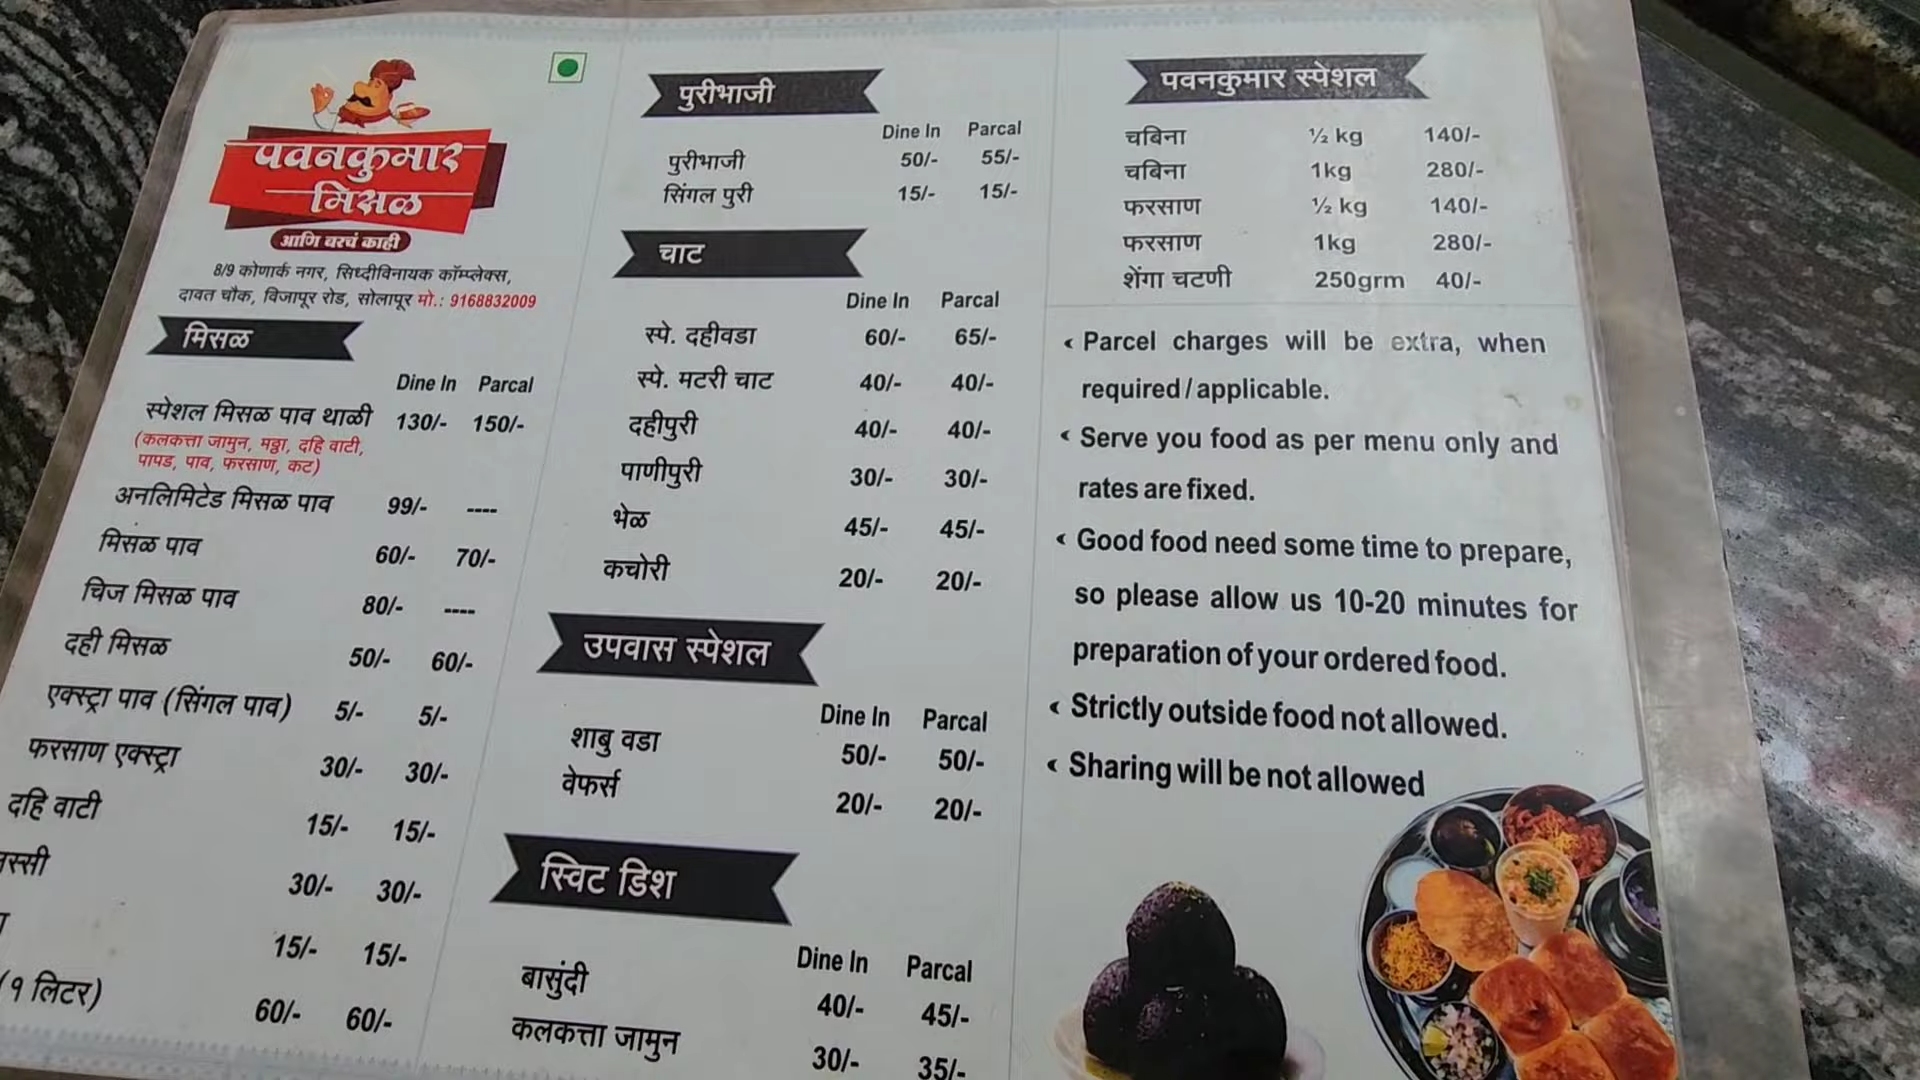 पवनकुमार
मिसळ
आणि बरचं काही
8/9 कोणार्क नगर, सिध्दीविनायक कॉम्प्लेक्स,
दावत चौक, विजापूर रोड, सोलापूर मो.: 9168832009
मिसळ
Dine In Parcal
स्पेशल मिसळ पाव थाळी 130/- 150/-
(कलकत्ता जामुन, मठ्ठा, दहि वाटी,
पापड, पाव, फरसाण, कट)
अनलिमिटेड मिसळ पाव 99/- ----
मिसळ पाव 60/- 70/-
चिज मिसळ पाव 80/- ----
दही मिसळ 50/- 60/-
एक्स्ट्रा पाव (सिंगल पाव) 5/- 5/-
फरसाण एक्स्ट्रा 30/- 30/-
दहि वाटी 15/- 15/-
30/- 30/-
15/- 15/-
(१ लिटर) 60/- 60/-
पुरीभाजी
Dine In Parcal
पुरीभाजी 50/- 55/-
सिंगल पुरी 15/- 15/-
चाट
Dine In Parcal
स्पे. दहीवडा 60/- 65/-
स्पे. मटरी चाट 40/- 40/-
दहीपुरी 40/- 40/-
पाणीपुरी 30/- 30/-
भेळ 45/- 45/-
कचोरी 20/- 20/-
उपवास स्पेशल
Dine In Parcal
शाबु वडा 50/- 50/-
वेफर्स 20/- 20/-
स्विट डिश
Dine In Parcal
बासुंदी 40/- 45/-
कलकत्ता जामुन 30/- 35/-
पवनकुमार स्पेशल
चबिना ½ kg 140/-
चबिना 1kg 280/-
फरसाण ½ kg 140/-
फरसाण 1kg 280/-
शेंगा चटणी 250grm 40/-
Parcel charges will be extra, when
required / applicable.
Serve you food as per menu only and
rates are fixed.
Good food need some time to prepare,
so please allow us 10-20 minutes for
preparation of your ordered food.
Strictly outside food not allowed.
Sharing will be not allowed